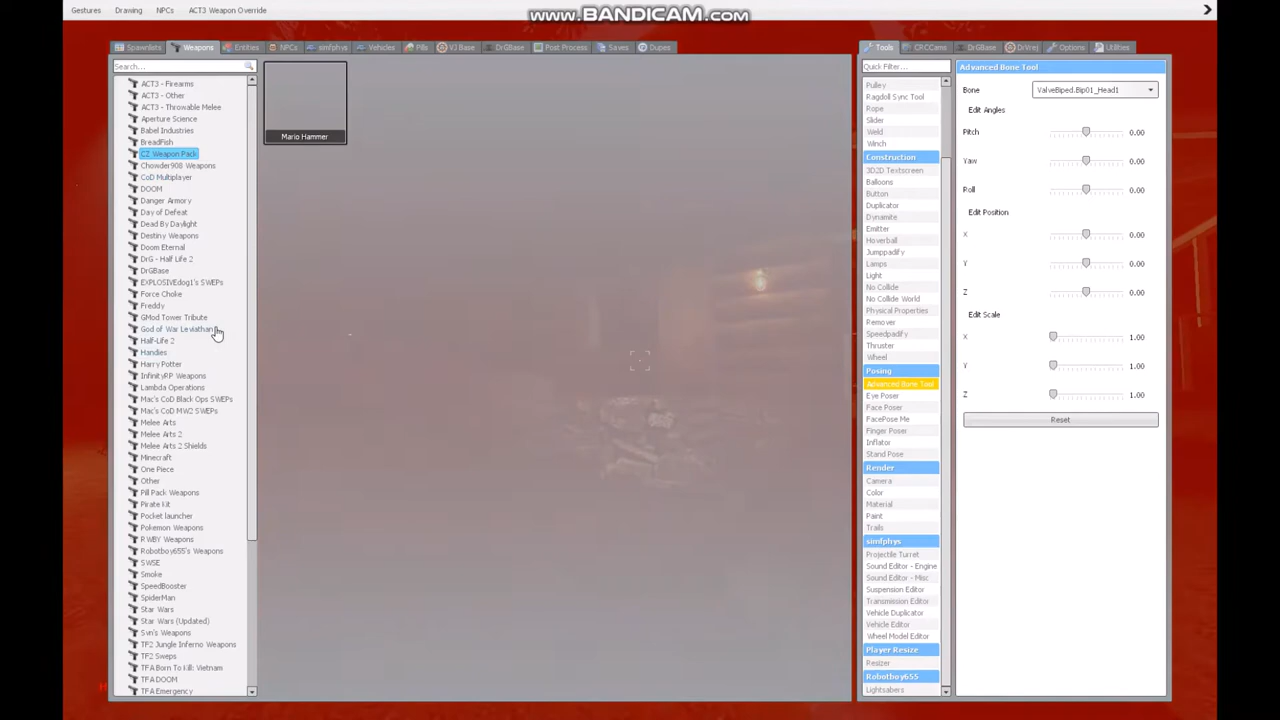 Gestures Drawing NPCs ACT3 Weapon Override
www.BANDICAM.com
Spawnlists Weapons Entities NPCs simfphys Vehicles Pills VJ Base DrGBase Post Process Saves Dupes
Search...
ACT3 - Firearms
ACT3 - Other
ACT3 - Throwable Melee
Aperture Science
Babel Industries
BreadFish
CZ Weapon Pack
Chowder908 Weapons
CoD Multiplayer
DOOM
Danger Armory
Day of Defeat
Dead By Daylight
Destiny Weapons
Doom Eternal
DrG - Half Life 2
DrGBase
EXPLOSIVEdog1's SWEPs
Force Choke
Freddy
GMod Tower Tribute
God of War Leviathan
Half-Life 2
Handies
Harry Potter
InfinityRP Weapons
Lambda Operations
Mac's CoD Black Ops SWEPs
Mac's CoD MW2 SWEPs
Melee Arts
Melee Arts 2
Melee Arts 2 Shields
Minecraft
One Piece
Other
Pill Pack Weapons
Pirate Kit
Pocket launcher
Pokemon Weapons
RWBY Weapons
Robotboy655's Weapons
SWSE
Smoke
SpeedBooster
SpiderMan
Star Wars
Star Wars (Updated)
Svn's Weapons
TF2 Jungle Inferno Weapons
TF2 Sweps
TFA Born To Kill: Vietnam
TFA DOOM
TFA Emergency
Mario Hammer
Tools CRCCams DrGBase DrVrej Options Utilities
Quick Filter...
Pulley
Ragdoll Sync Tool
Rope
Slider
Weld
Winch
Construction
3D2D Textscreen
Balloons
Button
Duplicator
Dynamite
Emitter
Hoverball
Jumppadify
Lamps
Light
No Collide
No Collide World
Physical Properties
Remover
Speedpadify
Thruster
Wheel
Posing
Advanced Bone Tool
Eye Poser
Face Poser
FacePose Me
Finger Poser
Inflator
Stand Pose
Render
Camera
Color
Material
Paint
Trails
simfphys
Projectile Turret
Sound Editor - Engine
Sound Editor - Misc
Suspension Editor
Transmission Editor
Vehicle Duplicator
Vehicle Editor
Wheel Model Editor
Player Resize
Resizer
Robotboy655
Lightsabers
Advanced Bone Tool
Bone ValveBiped.Bip01_Head1
Edit Angles
Pitch 0.00
Yaw 0.00
Roll 0.00
Edit Position
X 0.00
Y 0.00
Z 0.00
Edit Scale
X 1.00
Y 1.00
Z 1.00
Reset